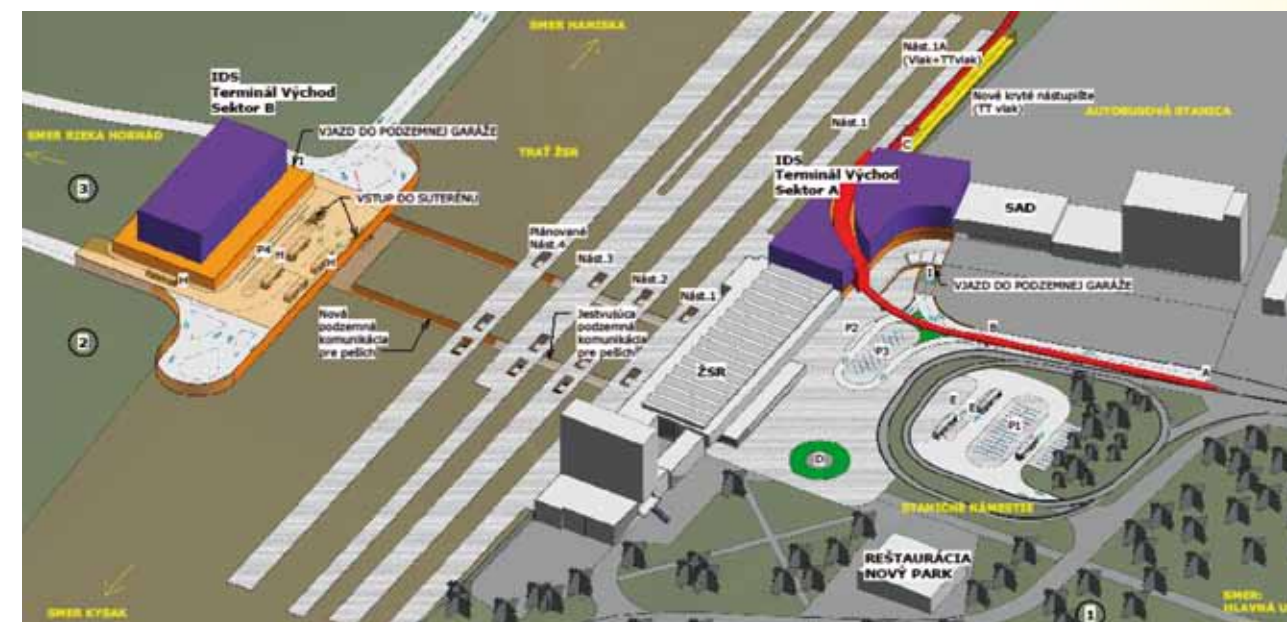 SMER HANISKA
Nást.1A
(Vlak+TTvlak)
IDS
Terminál Východ
Sektor B
Nové kryté nástupište
(TT vlak)
AUTOBUSOVÁ STANICA
VJAZD DO PODZEMNEJ GARÁŽE
SMER RIEKA HORNÁD
Nást.1
TRAŤ ŽSR
C
IDS
Terminál Východ
Sektor A
3
VSTUP DO SUTERÉNU
SAD
P4
H
H
H
Plánované
Nást.4
Nást.3
Nást.2
Nást.1
I
VJAZD DO PODZEMNEJ GARÁŽE
Nová
podzemná
komunikácia
pre peších
Jestvujúca
podzemná
komunikácia
pre peších
P2
P3
B
A
2
ŽSR
E
E
P1
D
STANIČNÉ NÁMESTIE
REŠTAURÁCIA
NOVÝ PARK
SMER KYSAK
1
SMER:
HLAVNÁ U